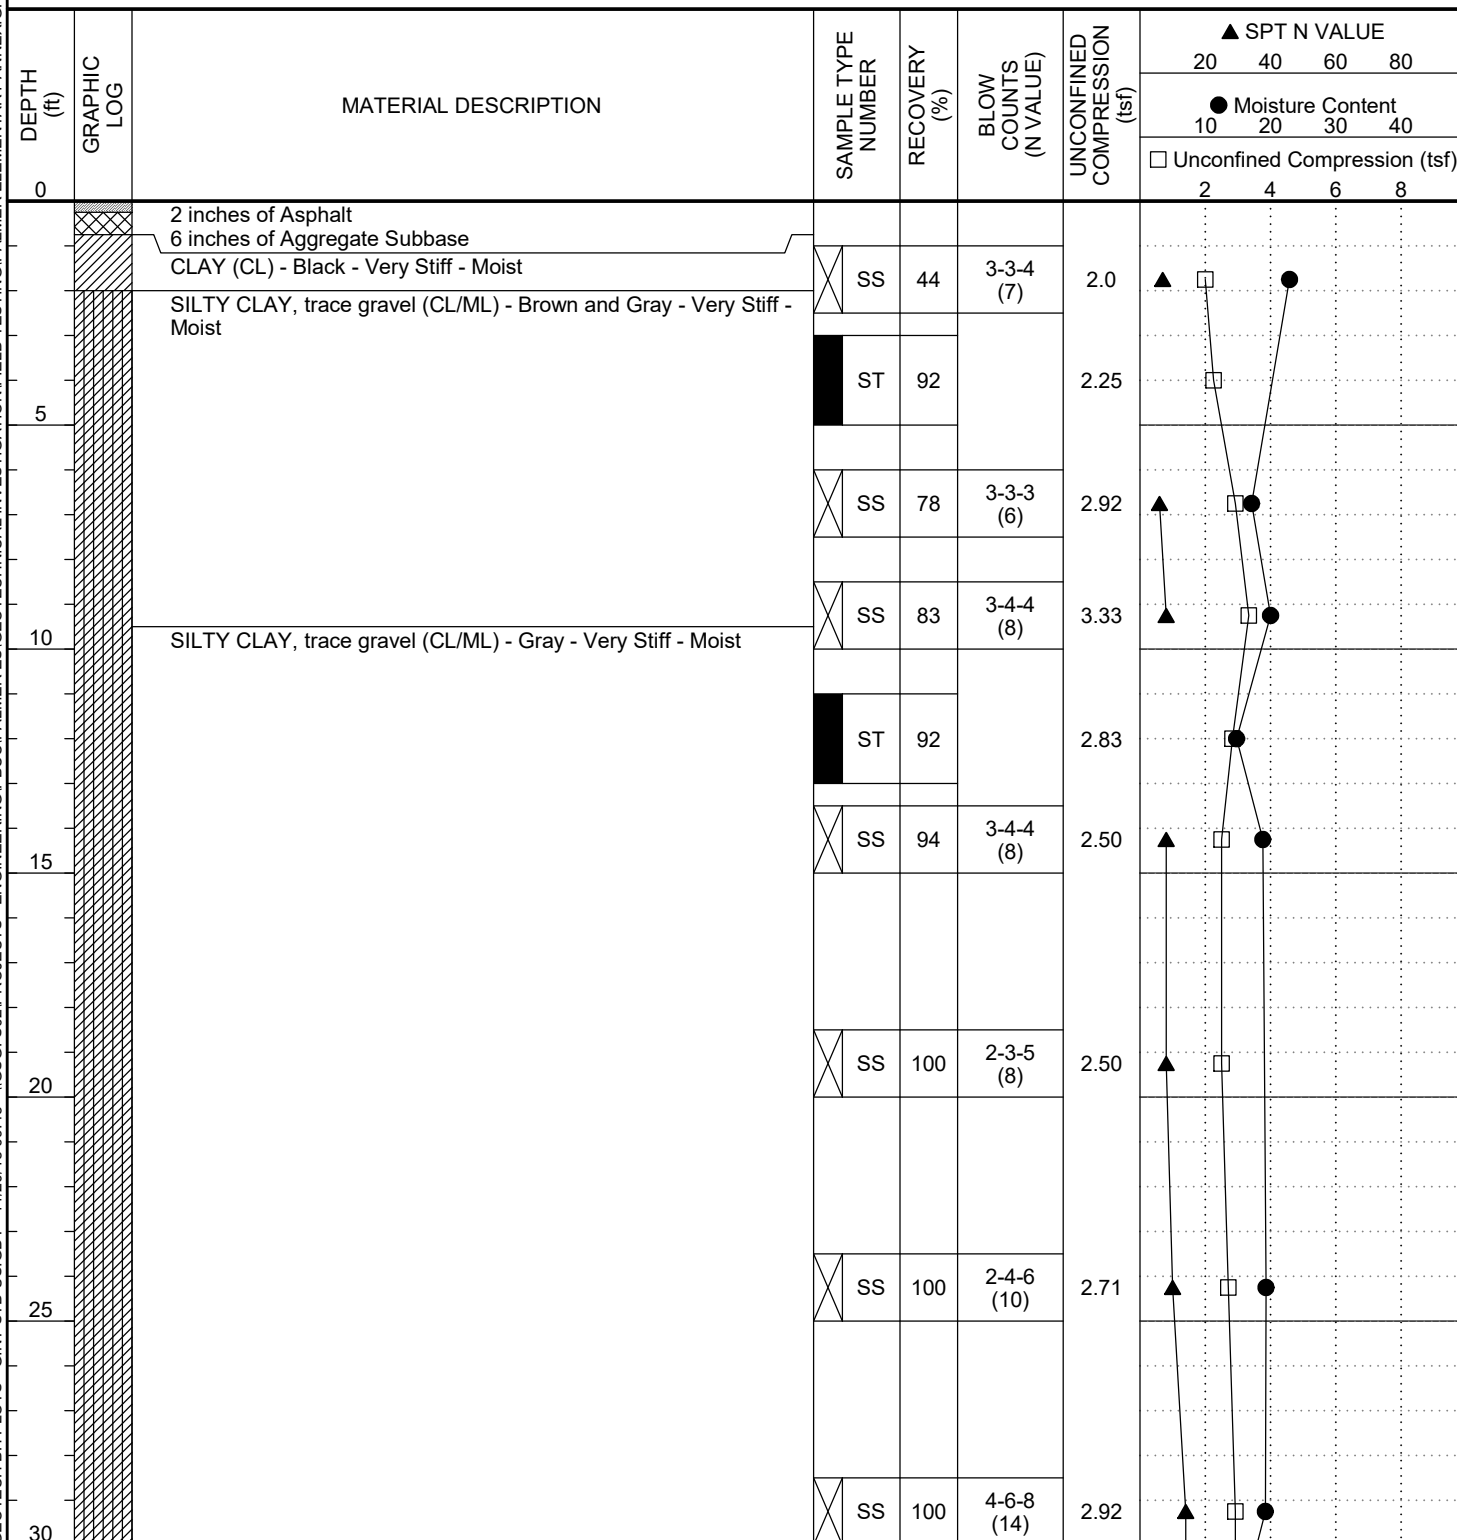 DEPTH
(ft)
GRAPHIC
LOG
MATERIAL DESCRIPTION
SAMPLE TYPE
NUMBER
RECOVERY
(%)
BLOW
COUNTS
(N VALUE)
UNCONFINED
COMPRESSION
(tsf)
▲ SPT N VALUE
20 40 60 80
● Moisture Content
10 20 30 40
□ Unconfined Compression (tsf)
2 4 6 8
0
2 inches of Asphalt
6 inches of Aggregate Subbase
CLAY (CL) - Black - Very Stiff - Moist
SS 44 3-3-4
(7)
2.0
SILTY CLAY, trace gravel (CL/ML) - Brown and Gray - Very Stiff -
Moist
ST 92 2.25
5
SS 78 3-3-3
(6)
2.92
SS 83 3-4-4
(8)
3.33
SILTY CLAY, trace gravel (CL/ML) - Gray - Very Stiff - Moist
10
ST 92 2.83
SS 94 3-4-4
(8)
2.50
15
SS 100 2-3-5
(8)
2.50
20
SS 100 2-4-6
(10)
2.71
25
SS 100 4-6-8
(14)
2.92
30